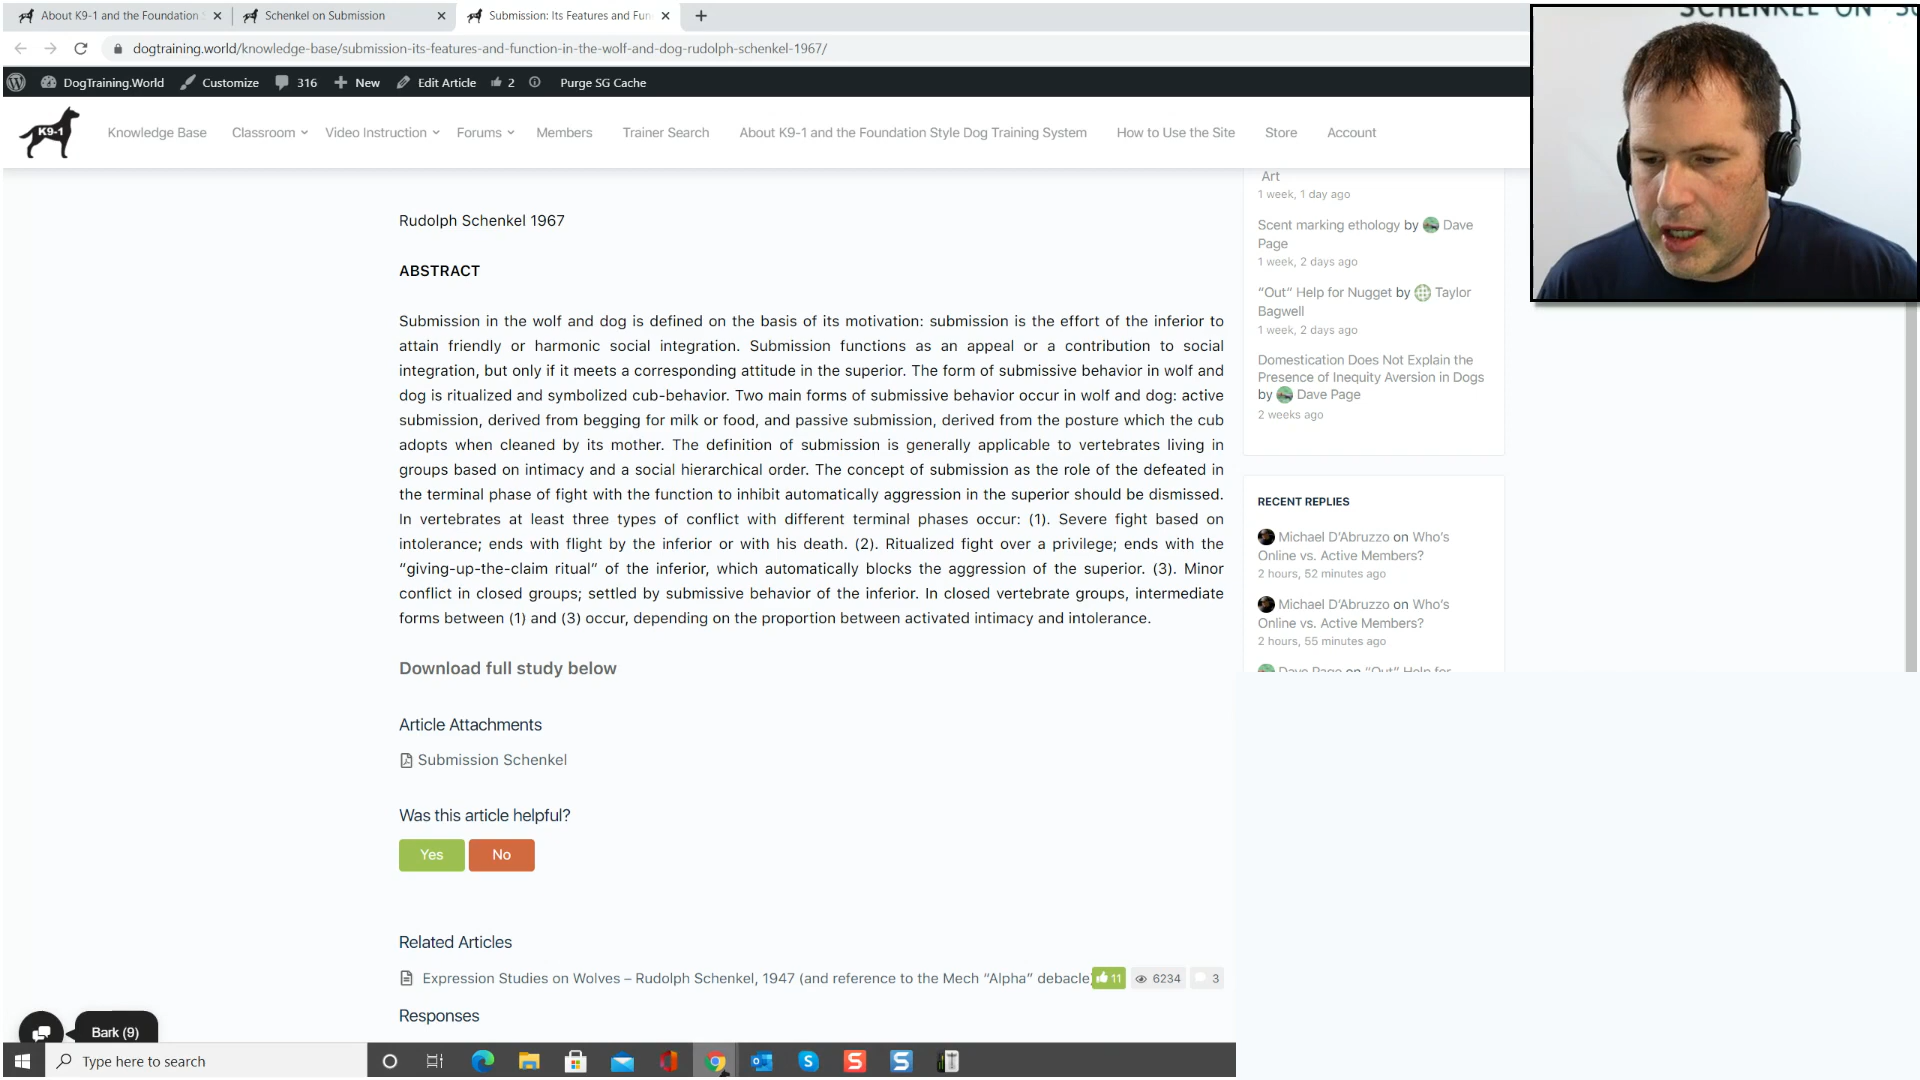 About K9-1 and the Foundation
Schenkel on Submission
Submission: Its Features and Fun
dogtraining.world/knowledge-base/submission-its-features-and-function-in-the-wolf-and-dog-rudolph-schenkel-1967/
DogTraining.World Customize 316 New Edit Article 2 Purge SG Cache
K9-1 Knowledge Base Classroom Video Instruction Forums Members Trainer Search About K9-1 and the Foundation Style Dog Training System How to Use the Site Store Account
Rudolph Schenkel 1967
ABSTRACT
Submission in the wolf and dog is defined on the basis of its motivation: submission is the effort of the inferior to
attain friendly or harmonic social integration. Submission functions as an appeal or a contribution to social
integration, but only if it meets a corresponding attitude in the superior. The form of submissive behavior in wolf and
dog is ritualized and symbolized cub-behavior. Two main forms of submissive behavior occur in wolf and dog: active
submission, derived from begging for milk or food, and passive submission, derived from the posture which the cub
adopts when cleaned by its mother. The definition of submission is generally applicable to vertebrates living in
groups based on intimacy and a social hierarchical order. The concept of submission as the role of the defeated in
the terminal phase of fight with the function to inhibit automatically aggression in the superior should be dismissed.
In vertebrates at least three types of conflict with different terminal phases occur: (1). Severe fight based on
intolerance; ends with flight by the inferior or with his death. (2). Ritualized fight over a privilege; ends with the
“giving-up-the-claim ritual” of the inferior, which automatically blocks the aggression of the superior. (3). Minor
conflict in closed groups; settled by submissive behavior of the inferior. In closed vertebrate groups, intermediate
forms between (1) and (3) occur, depending on the proportion between activated intimacy and intolerance.
Download full study below
Article Attachments
Submission Schenkel
Was this article helpful?
Yes No
Related Articles
Expression Studies on Wolves – Rudolph Schenkel, 1947 (and reference to the Mech “Alpha” debacle 11 6234 3
Responses
Art
1 week, 1 day ago
Scent marking ethology by Dave
Page
1 week, 2 days ago
“Out” Help for Nugget by Taylor
Bagwell
1 week, 2 days ago
Domestication Does Not Explain the
Presence of Inequity Aversion in Dogs
by Dave Page
2 weeks ago
RECENT REPLIES
Michael D’Abruzzo on Who’s
Online vs. Active Members?
2 hours, 52 minutes ago
Michael D’Abruzzo on Who’s
Online vs. Active Members?
2 hours, 55 minutes ago
Dave Page on “Out” Help for
SCHENKEL ON
Bark (9)
Type here to search